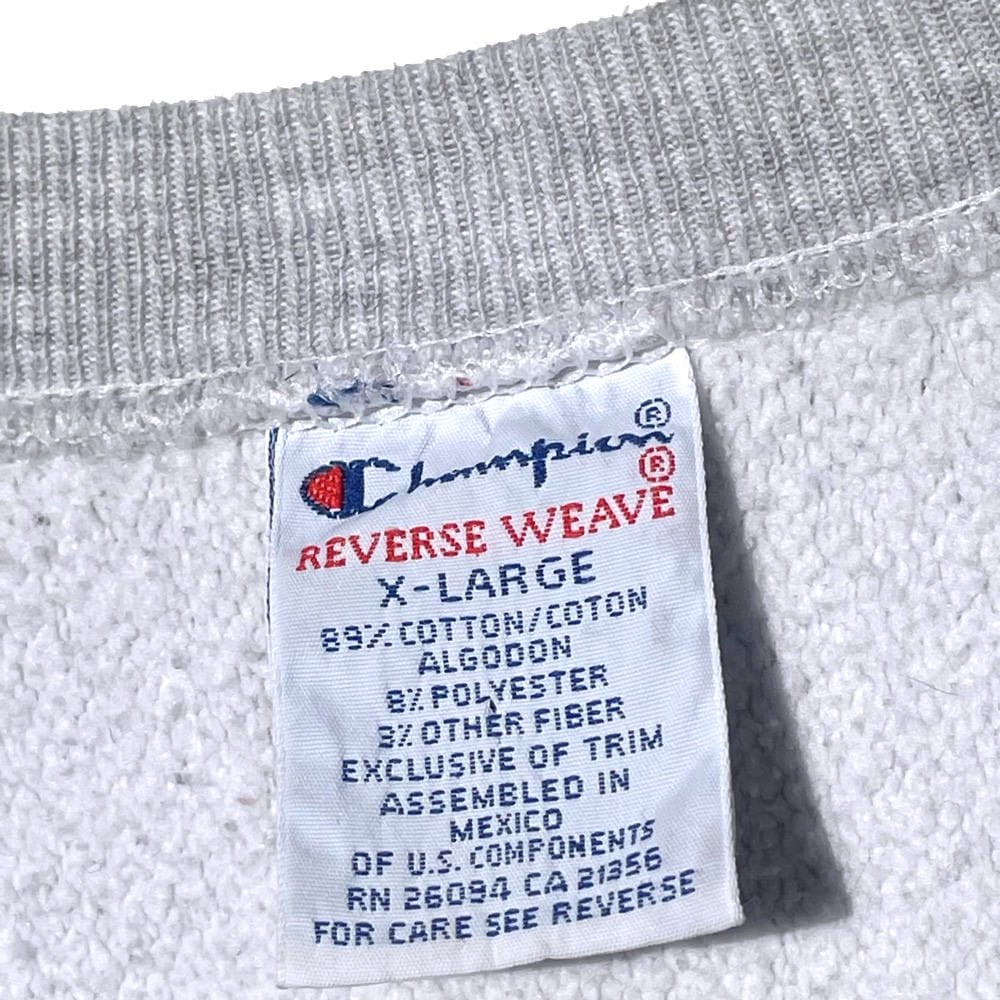 Champion®
REVERSE WEAVE®
X-LARGE
89% COTTON/COTON
ALGODON
8% POLYESTER
3% OTHER FIBER
EXCLUSIVE OF TRIM
ASSEMBLED IN
MEXICO
OF U.S. COMPONENTS
RN 26094 CA 21356
FOR CARE SEE REVERSE